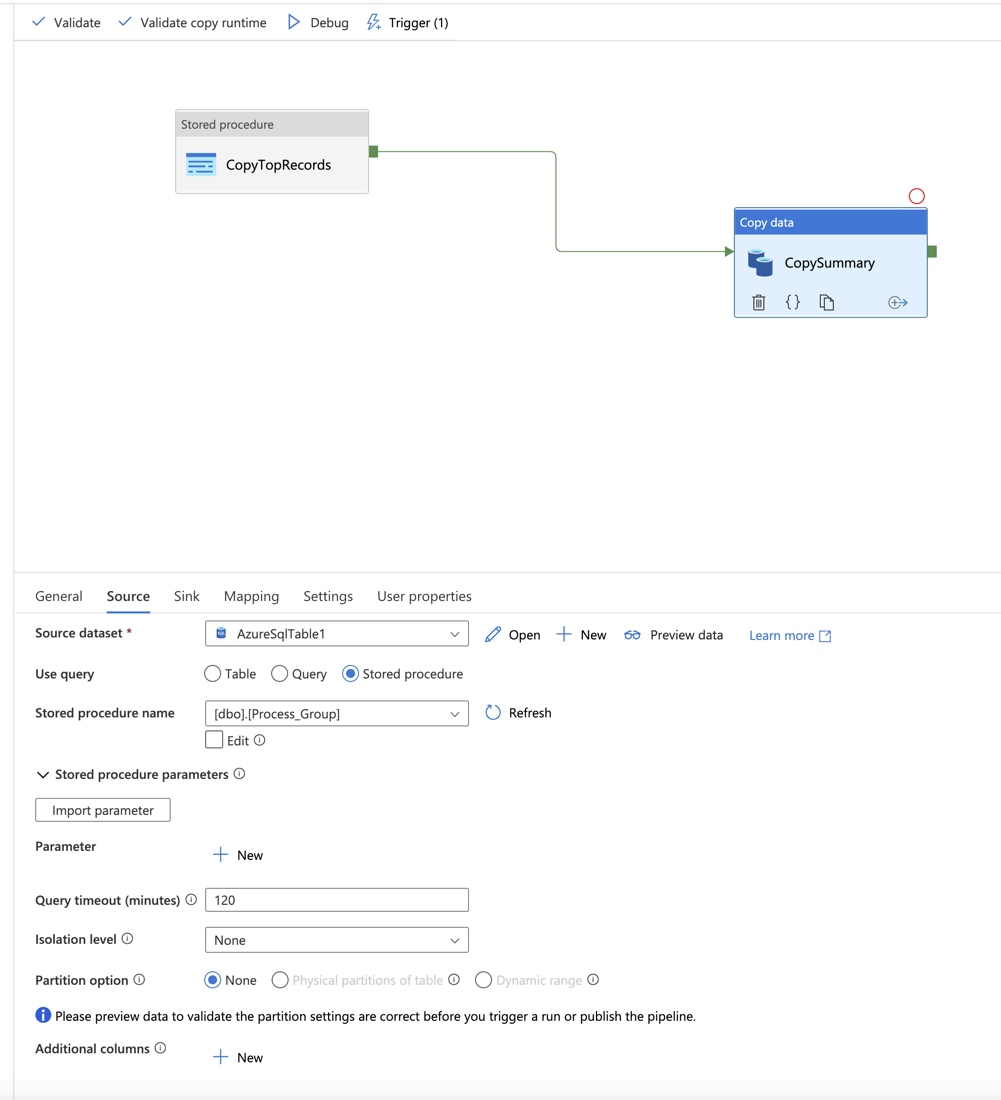 Validate Validate copy runtime Debug Trigger (1)
Stored procedure
CopyTopRecords
Copy data
CopySummary
{}
General Source Sink Mapping Settings User properties
Source dataset * AzureSqlTable1 Open New Preview data Learn more
Use query Table Query Stored procedure
Stored procedure name [dbo].[Process_Group] Refresh
Edit
Stored procedure parameters
Import parameter
Parameter
New
Query timeout (minutes) 120
Isolation level None
Partition option None Physical partitions of table Dynamic range
Please preview data to validate the partition settings are correct before you trigger a run or publish the pipeline.
Additional columns
New